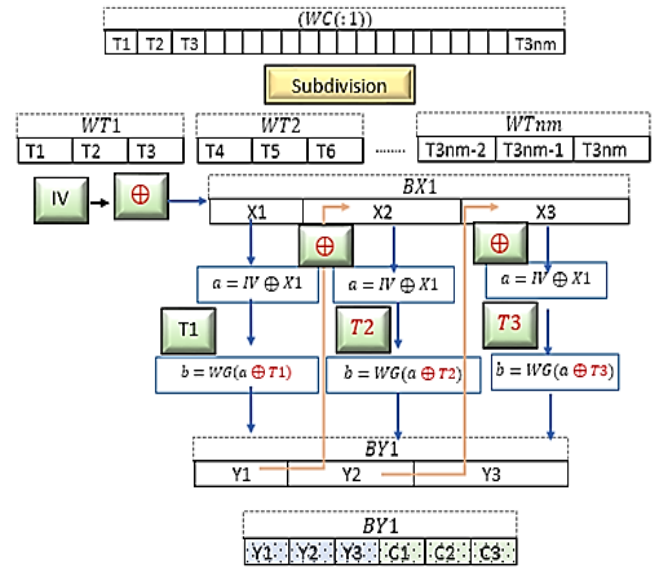 (WC(:1))
T1 T2 T3 T3nm
Subdivision
WT1 WT2 WTnm
T1 T2 T3 T4 T5 T6 ........ T3nm-2 T3nm-1 T3nm
IV ⊕ BX1
X1 X2 X3
⊕ ⊕
a = IV ⊕ X1 a = IV ⊕ X1 a = IV ⊕ X1
T1 T2 T3
b = WG(a ⊕ T1) b = WG(a ⊕ T2) b = WG(a ⊕ T3)
BY1
Y1 Y2 Y3
BY1
Y1 Y2 Y3 C1 C2 C3